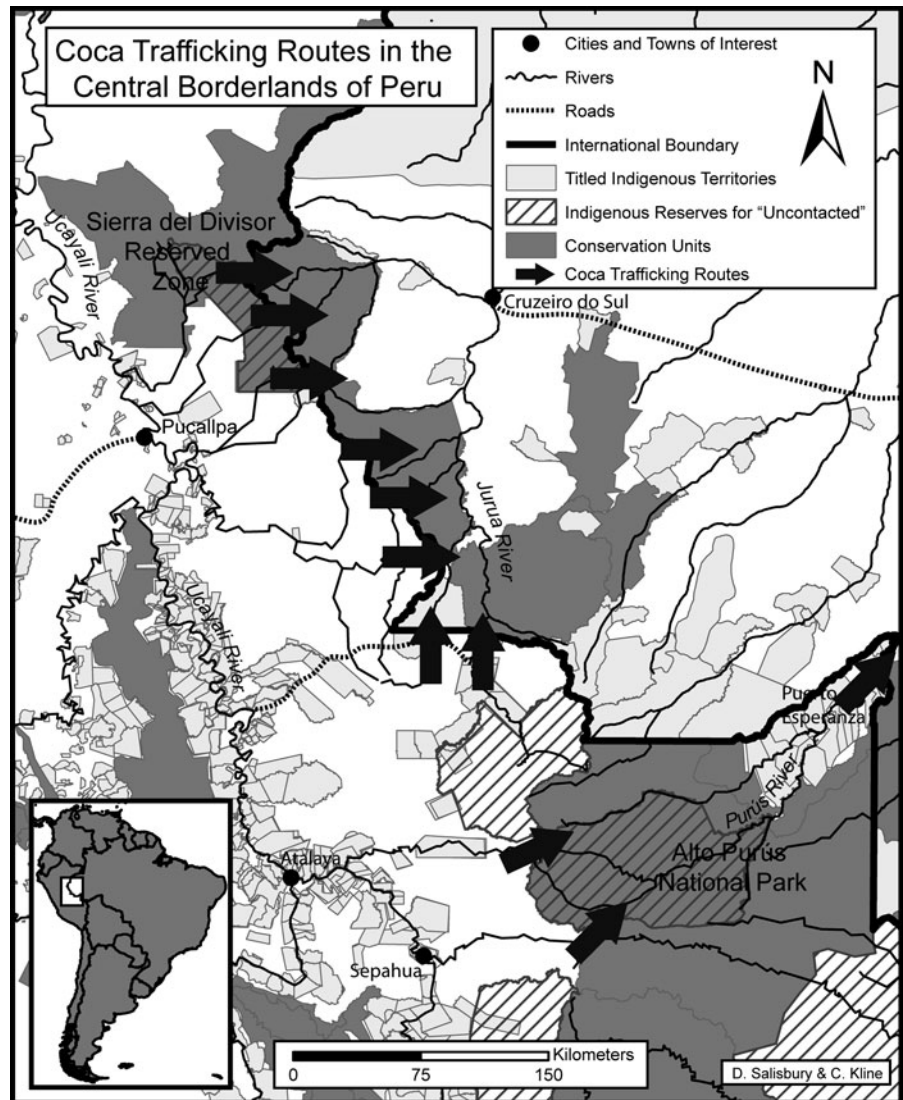 Coca Trafficking Routes in the
Central Borderlands of Peru
Cities and Towns of Interest
Rivers
Roads
International Boundary
Titled Indigenous Territories
Indigenous Reserves for "Uncontacted"
Conservation Units
Coca Trafficking Routes
N
Ucayali River
Sierra del Divisor
Reserved
Zone
Cruzeiro do Sul
Pucallpa
Jurua River
Ucayali River
Puerto
Esperanza
Purús River
Alto Purús
National Park
Atalaya
Sepahua
Kilometers
0 75 150
D. Salisbury & C. Kline